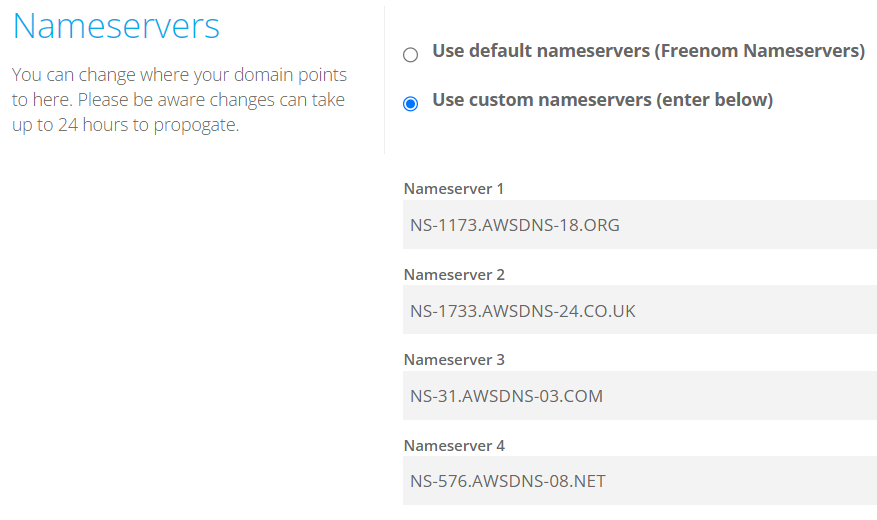 Nameservers
You can change where your domain points
to here. Please be aware changes can take
up to 24 hours to propogate.
Use default nameservers (Freenom Nameservers)
Use custom nameservers (enter below)
Nameserver 1
NS-1173.AWSDNS-18.ORG
Nameserver 2
NS-1733.AWSDNS-24.CO.UK
Nameserver 3
NS-31.AWSDNS-03.COM
Nameserver 4
NS-576.AWSDNS-08.NET